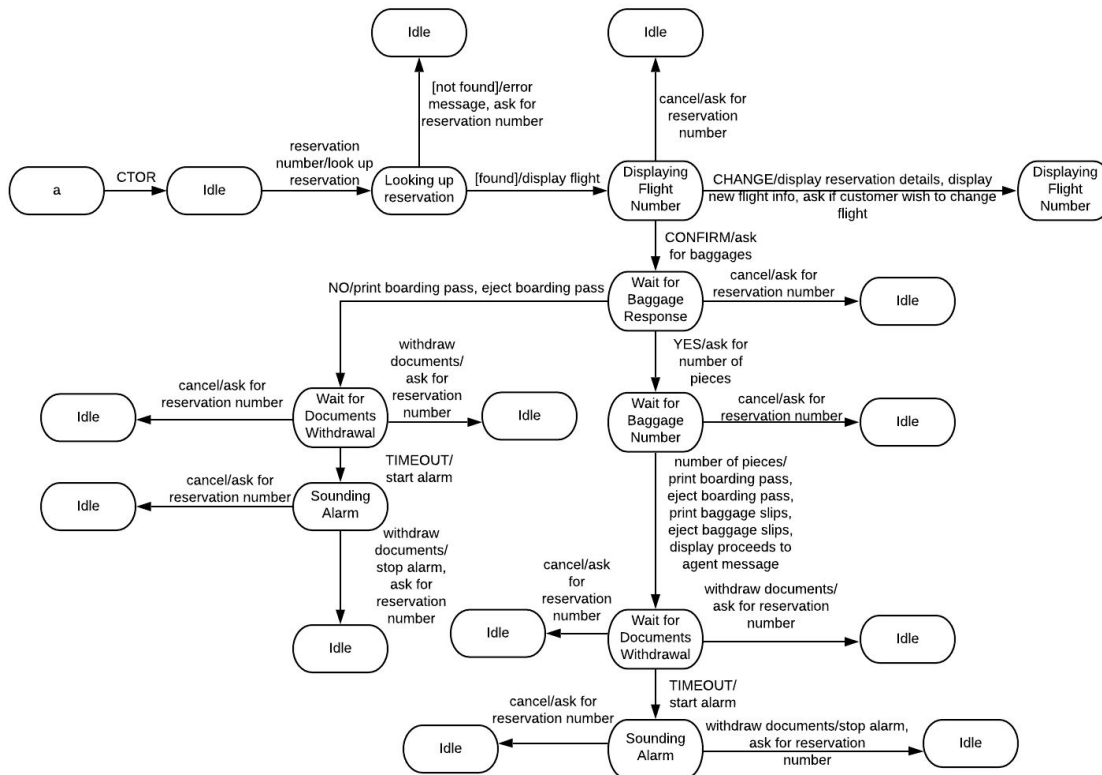 Idle
Idle
[not found]/error
message, ask for
reservation number
cancel/ask for
reservation
number
a
CTOR
Idle
reservation
number/look up
reservation
Looking up
reservation
[found]/display flight
Displaying
Flight
Number
CHANGE/display reservation details, display
new flight info, ask if customer wish to change
flight
Displaying
Flight
Number
CONFIRM/ask
for baggages
NO/print boarding pass, eject boarding pass
Wait for
Baggage
Response
cancel/ask for
reservation number
Idle
YES/ask for
number of
pieces
Idle
cancel/ask for
reservation number
Wait for
Documents
Withdrawal
withdraw
documents/
ask for
reservation
number
Idle
Wait for
Baggage
Number
cancel/ask for
reservation number
Idle
TIMEOUT/
start alarm
Idle
cancel/ask for
reservation number
Sounding
Alarm
number of pieces/
print boarding pass,
eject boarding pass,
print baggage slips,
eject baggage slips,
display proceeds to
agent message
withdraw
documents/
stop alarm,
ask for
reservation
number
Idle
Idle
cancel/ask
for
reservation
number
Wait for
Documents
Withdrawal
withdraw documents/
ask for reservation
number
Idle
TIMEOUT/
start alarm
Idle
cancel/ask for
reservation number
Sounding
Alarm
withdraw documents/stop alarm,
ask for reservation
number
Idle